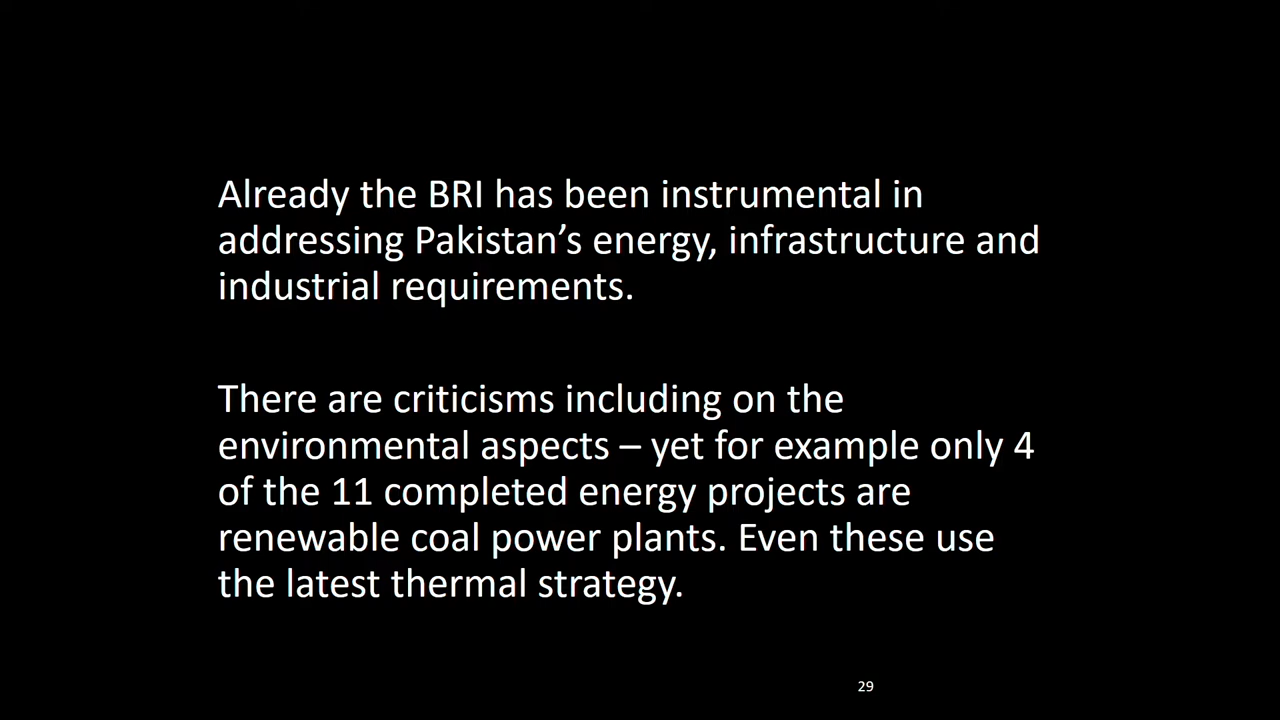 Already the BRI has been instrumental in
addressing Pakistan’s energy, infrastructure and
industrial requirements.
There are criticisms including on the
environmental aspects – yet for example only 4
of the 11 completed energy projects are
renewable coal power plants. Even these use
the latest thermal strategy.
29